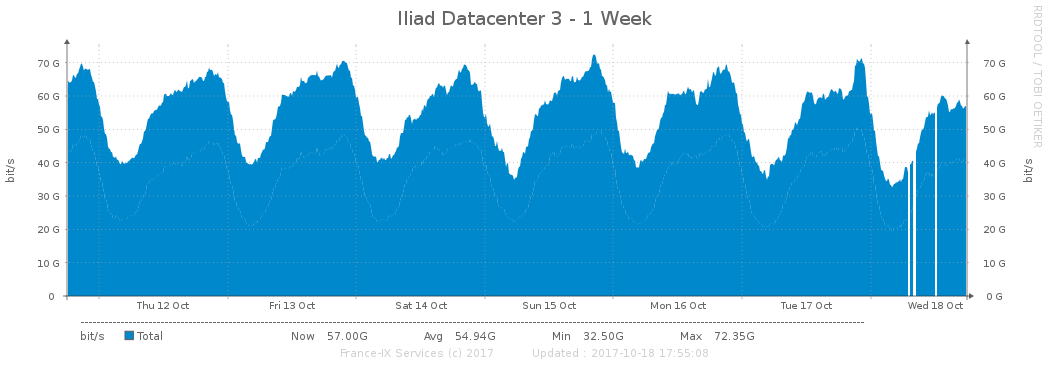 Iliad Datacenter 3 - 1 Week
RRDTOOL / TOBI OETIKER
bit/s
70 G
60 G
50 G
40 G
30 G
20 G
10 G
0
70 G
60 G
50 G
40 G
30 G
20 G
10 G
0 G
bit/s
Thu 12 Oct Fri 13 Oct Sat 14 Oct Sun 15 Oct Mon 16 Oct Tue 17 Oct Wed 18 Oct
bit/s Total Now 57.00G Avg 54.94G Min 32.50G Max 72.35G
France-IX Services (c) 2017 Updated : 2017-10-18 17:55:08